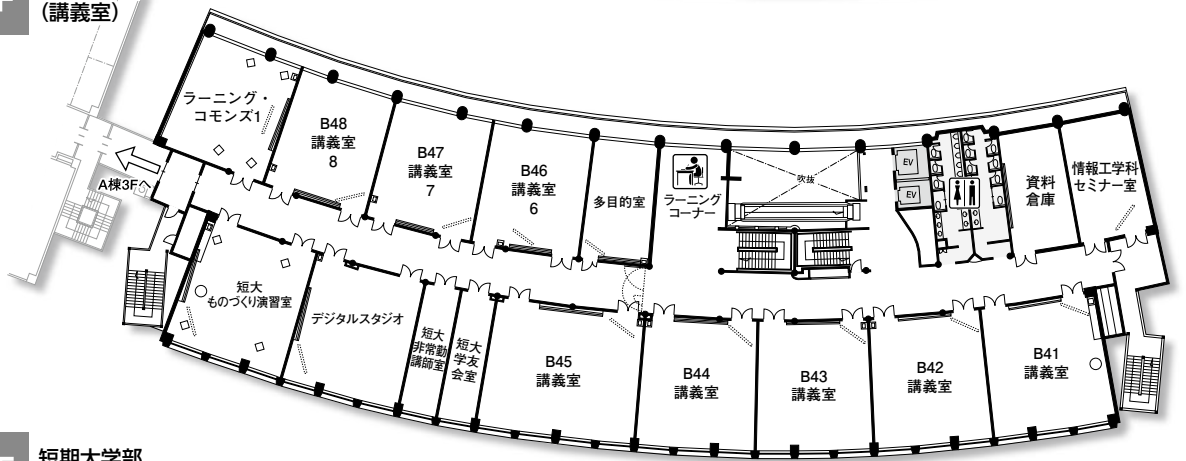 （講義室）
ラーニング・
コモンズ1
B48
講義室
8
B47
講義室
7
B46
講義室
6
多目的室
ラーニング
コーナー
吹抜
EV
EV
資料
倉庫
情報工学科
セミナー室
A棟3Fへ
短大
ものづくり演習室
デジタルスタジオ
短大
非常勤
講師室
短大
学友
会室
B45
講義室
B44
講義室
B43
講義室
B42
講義室
B41
講義室
短期大学部